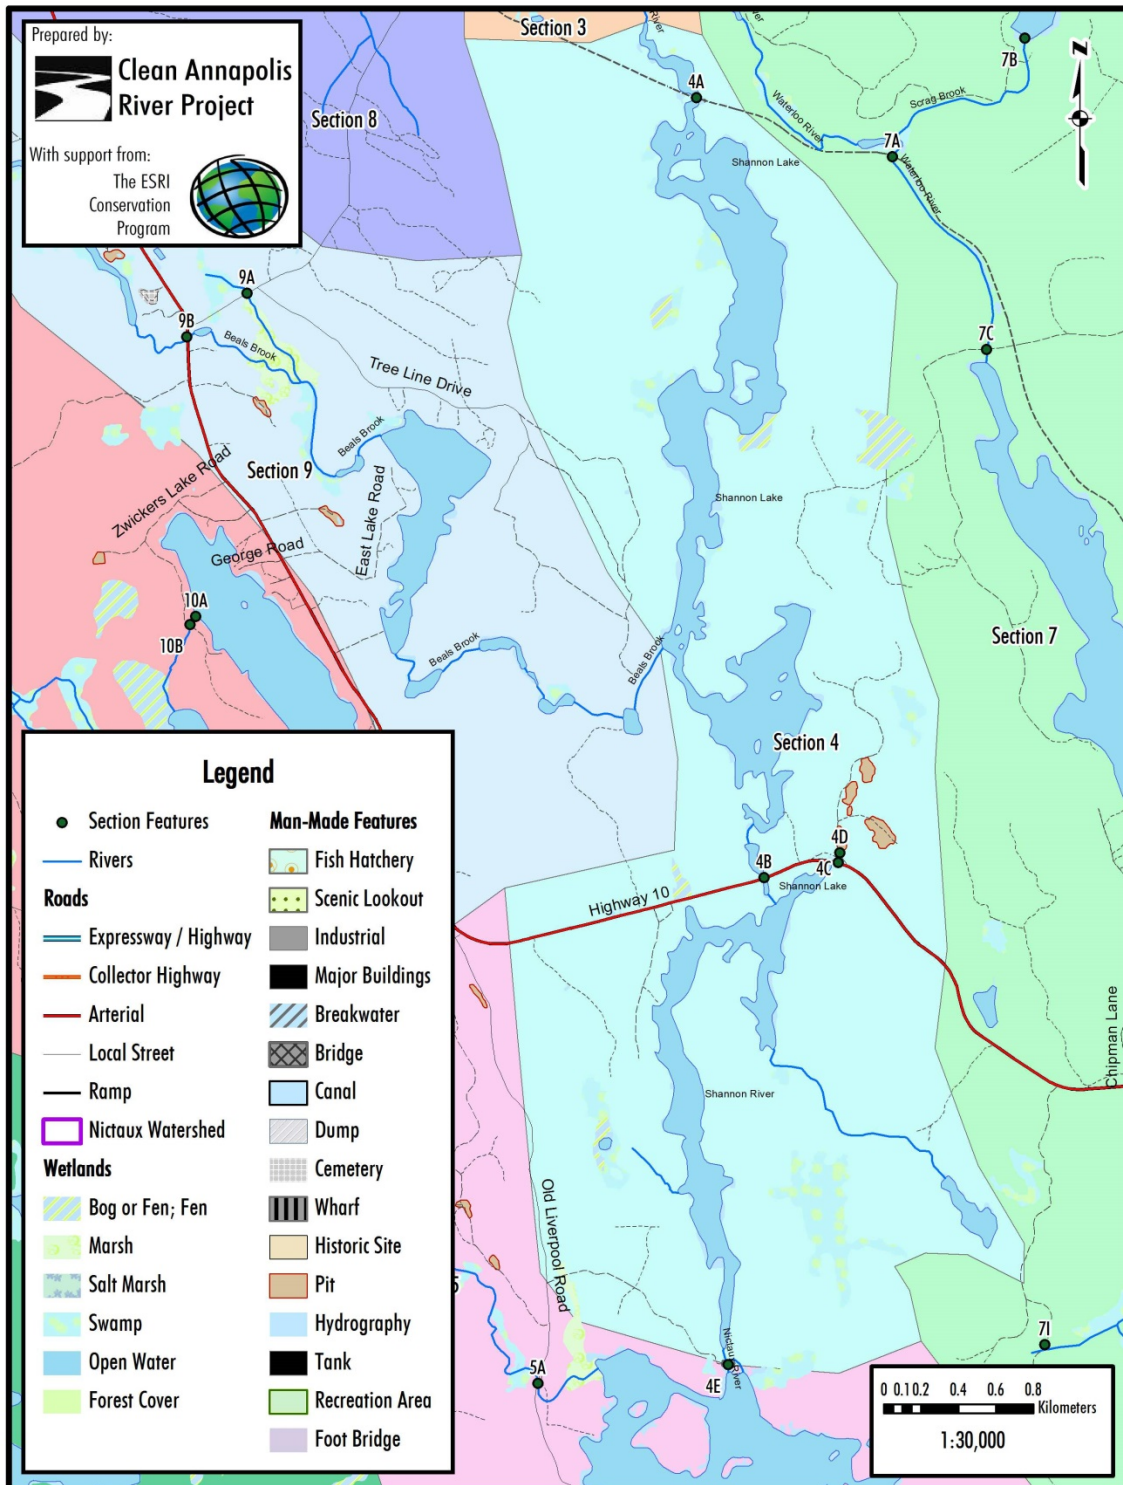 Prepared by:
Clean Annapolis
River Project
With support from:
The ESRI
Conservation
Program
Section 3
Section 8
4A
Shannon Lake
River
Waterloo River
Scrag Brook
7B
7A
Waterloo River
N
9A
9B
Beals Brook
Tree Line Drive
Beals Brook
Section 9
Zwickers Lake Road
George Road
East Lake Road
10A
10B
Beals Brook
Beals Brook
Shannon Lake
7C
Section 7
Section 4
4D
4C
4B
Shannon Lake
Highway 10
Shannon River
Chipman Lane
Old Liverpool Road
5
5A
4E
Nictaux River
7I
Legend
Section Features
Rivers
Roads
Expressway / Highway
Collector Highway
Arterial
Local Street
Ramp
Nictaux Watershed
Wetlands
Bog or Fen; Fen
Marsh
Salt Marsh
Swamp
Open Water
Forest Cover
Man-Made Features
Fish Hatchery
Scenic Lookout
Industrial
Major Buildings
Breakwater
Bridge
Canal
Dump
Cemetery
Wharf
Historic Site
Pit
Hydrography
Tank
Recreation Area
Foot Bridge
0 0.1 0.2 0.4 0.6 0.8
Kilometers
1:30,000